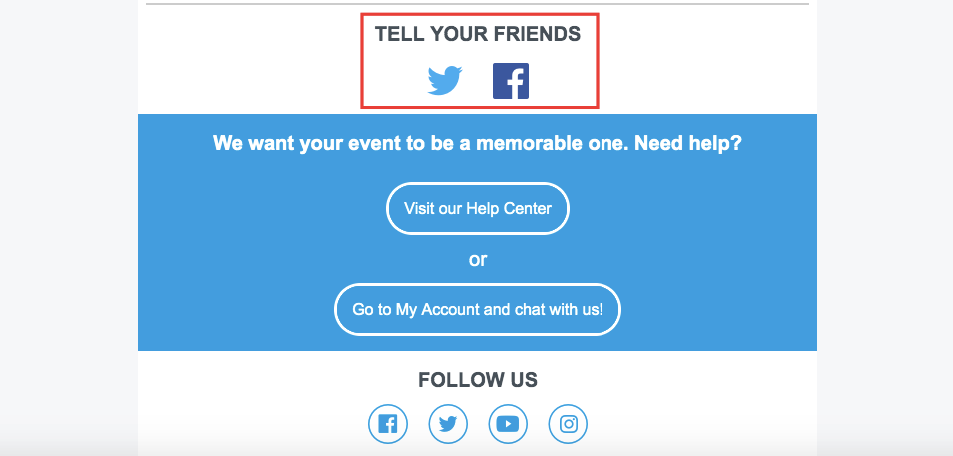 TELL YOUR FRIENDS
We want your event to be a memorable one. Need help?
Visit our Help Center
or
Go to My Account and chat with us!
FOLLOW US